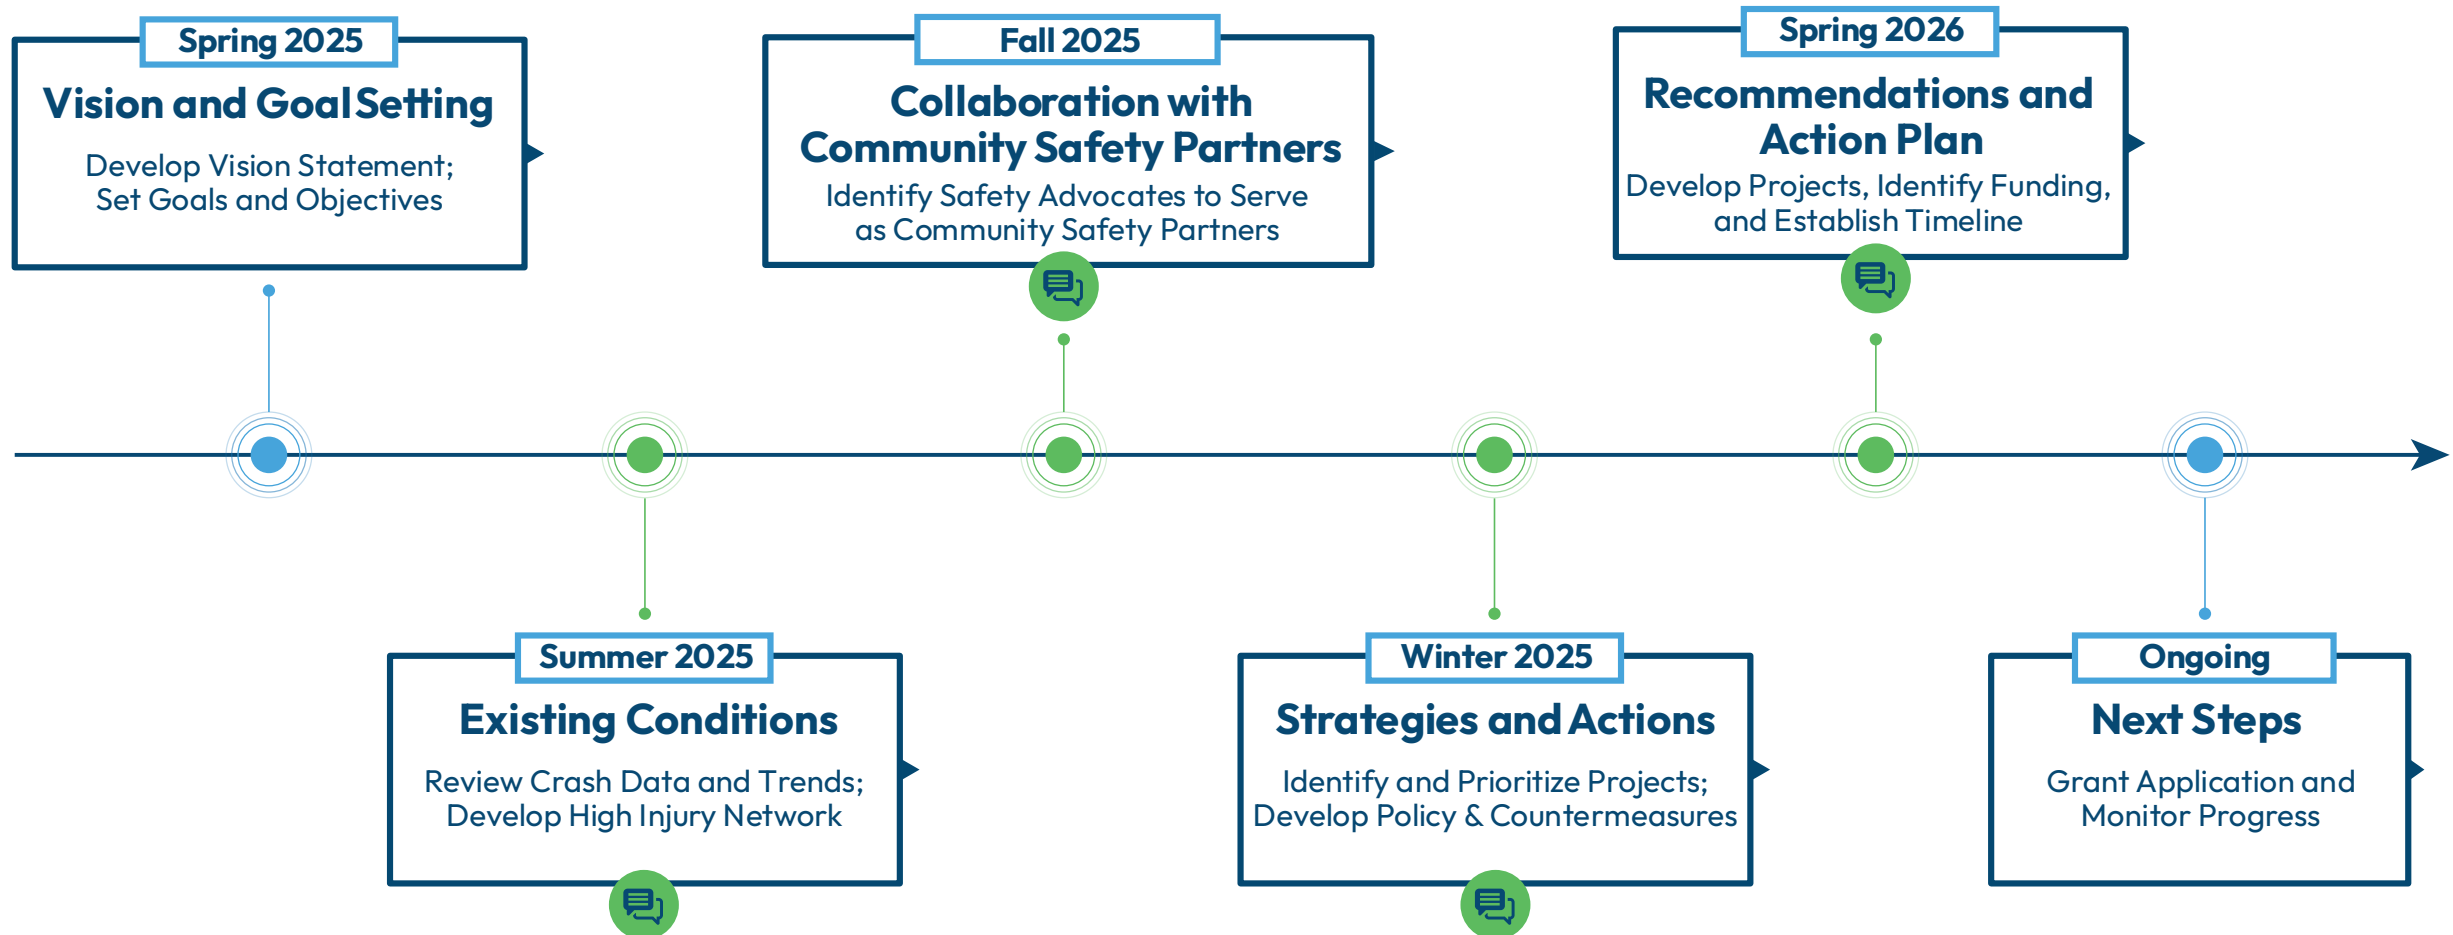 Spring 2025
Vision and Goal Setting
Develop Vision Statement;
Set Goals and Objectives
Summer 2025
Existing Conditions
Review Crash Data and Trends;
Develop High Injury Network
Fall 2025
Collaboration with
Community Safety Partners
Identify Safety Advocates to Serve
as Community Safety Partners
Winter 2025
Strategies and Actions
Identify and Prioritize Projects;
Develop Policy & Countermeasures
Spring 2026
Recommendations and
Action Plan
Develop Projects, Identify Funding,
and Establish Timeline
Ongoing
Next Steps
Grant Application and
Monitor Progress